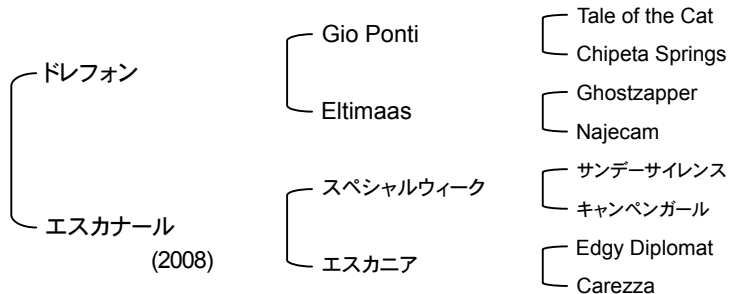 ドレフォン
エスカナール
(2008)
Gio Ponti
Eltimaas
スペシャルウィーク
エスカニア
Tale of the Cat
Chipeta Springs
Ghostzapper
Najecam
サンデーサイレンス
キャンペンガール
Edgy Diplomat
Carezza